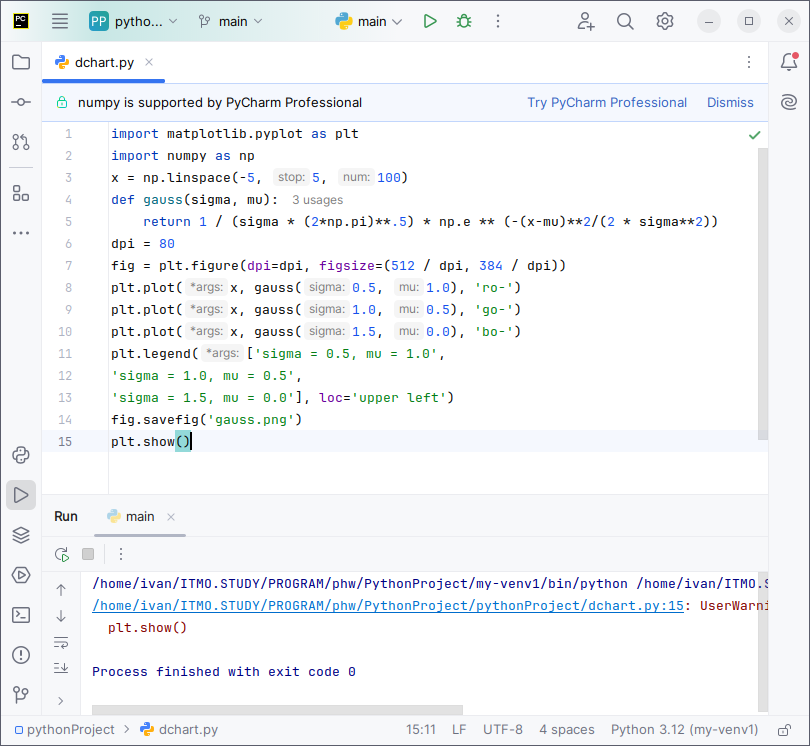 PC PP pytho... main main
dchart.py
numpy is supported by PyCharm Professional Try PyCharm Professional Dismiss
1 import matplotlib.pyplot as plt
2 import numpy as np
3 x = np.linspace(-5, stop: 5, num: 100)
4 def gauss(sigma, mu): 3 usages
5 return 1 / (sigma * (2*np.pi)**.5) * np.e ** (-(x-mu)**2/(2 * sigma**2))
6 dpi = 80
7 fig = plt.figure(dpi=dpi, figsize=(512 / dpi, 384 / dpi))
8 plt.plot( *args: x, gauss( sigma: 0.5, mu: 1.0), 'ro-')
9 plt.plot( *args: x, gauss( sigma: 1.0, mu: 0.5), 'go-')
10 plt.plot( *args: x, gauss( sigma: 1.5, mu: 0.0), 'bo-')
11 plt.legend( *args: ['sigma = 0.5, mu = 1.0',
12 'sigma = 1.0, mu = 0.5',
13 'sigma = 1.5, mu = 0.0'], loc='upper left')
14 fig.savefig('gauss.png')
15 plt.show()
Run main
/home/ivan/ITMO.STUDY/PROGRAM/phw/PythonProject/my-venv1/bin/python /home/ivan/ITMO.S
/home/ivan/ITMO.STUDY/PROGRAM/phw/PythonProject/pythonProject/dchart.py:15: UserWarni
plt.show()
Process finished with exit code 0
pythonProject > dchart.py 15:11 LF UTF-8 4 spaces Python 3.12 (my-venv1)